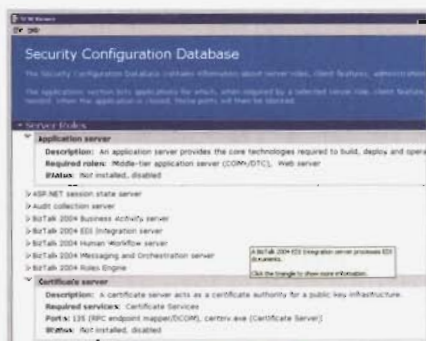 SCW Viewer
File Help
Security Configuration Database
The Security Configuration Database contains information about server roles, client features, administration
The applications section lists applications for which, when required by a selected server role, client feature,
needed. When the application is closed, these ports will then be blocked.
Server Roles
Application server
Description: An application server provides the core technologies required to build, deploy and opera
Required roles: Middle-tier application server (COM+/DTC), Web server
Status: Not installed, disabled
ASP.NET session state server
Audit collection server
BizTalk 2004 Business Activity server
BizTalk 2004 EDI Integration server
BizTalk 2004 Human Workflow server
BizTalk 2004 Messaging and Orchestration server
BizTalk 2004 Rules Engine
A BizTalk 2004 EDI Integration server processes EDI
documents.
Click the triangle to show more information.
Certificate server
Description: A certificate server acts as a certificate authority for a public key infrastructure.
Required services: Certificate Services
Ports: 135 (RPC endpoint mapper/DCOM), certsrv.exe (Certificate Server)
Status: Not installed, disabled